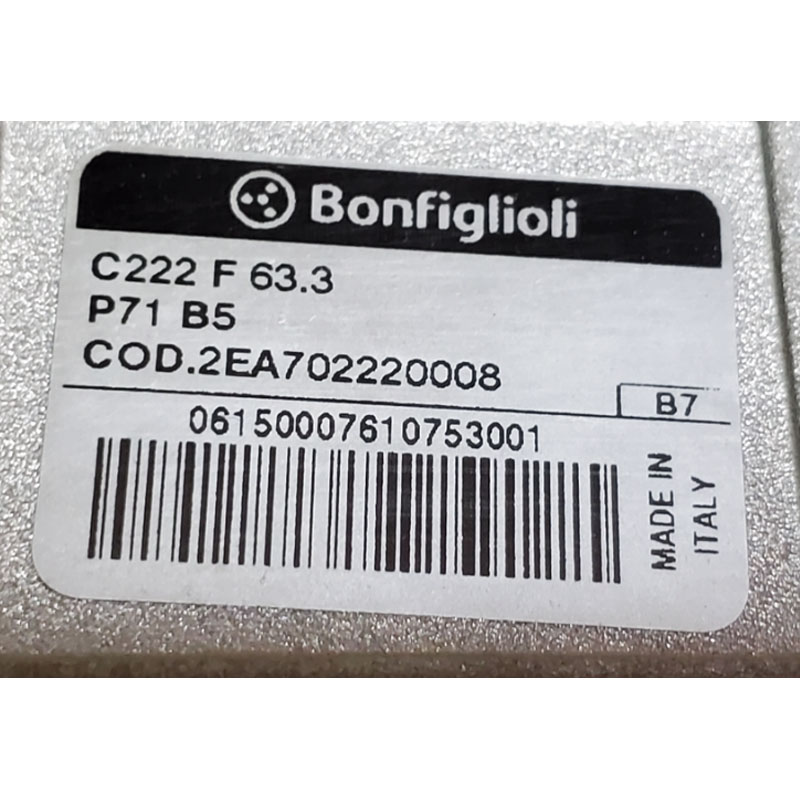 Bonfiglioli
C222 F 63.3
P71 B5
COD.2EA702220008
B7
06150007610753001
MADE IN
ITALY